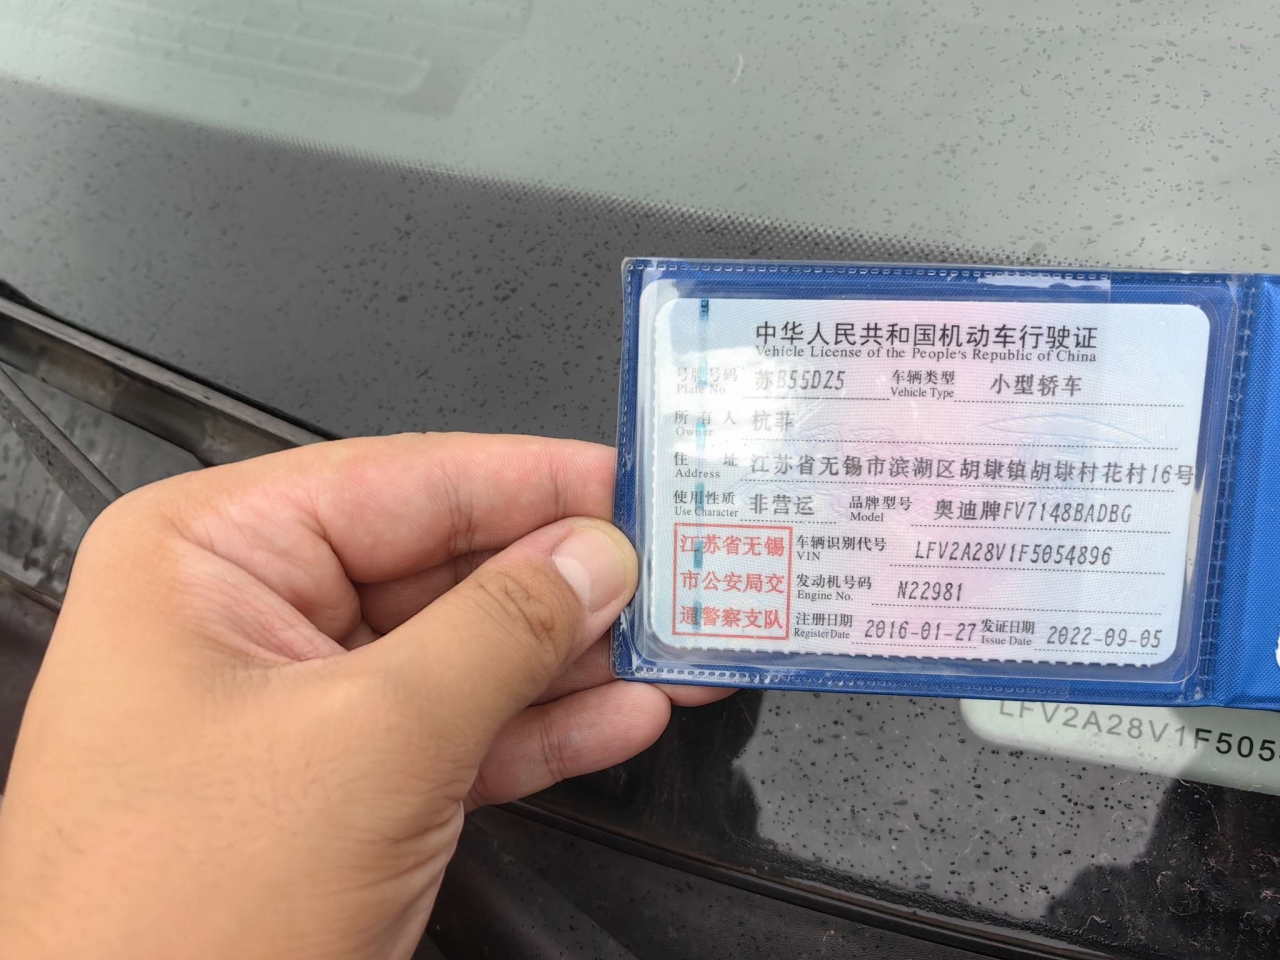 中华人民共和国机动车行驶证
Vehicle License of the People's Republic of China
号牌号码 苏B55DZ5 车辆类型 小型轿车
Plate No. Vehicle Type
所有人 杭菲
Owner
住址 江苏省无锡市滨湖区胡埭镇胡埭村花村16号
Address
使用性质 非营运 品牌型号 奥迪牌FV7148BADBG
Use Character Model
江苏省无锡
市公安局交
通警察支队
车辆识别代号 LFV2A28V1F5054896
VIN
发动机号码 N22981
Engine No.
注册日期 2016-01-27 发证日期 2022-09-05
Register Date Issue Date
LFV2A28V1F505